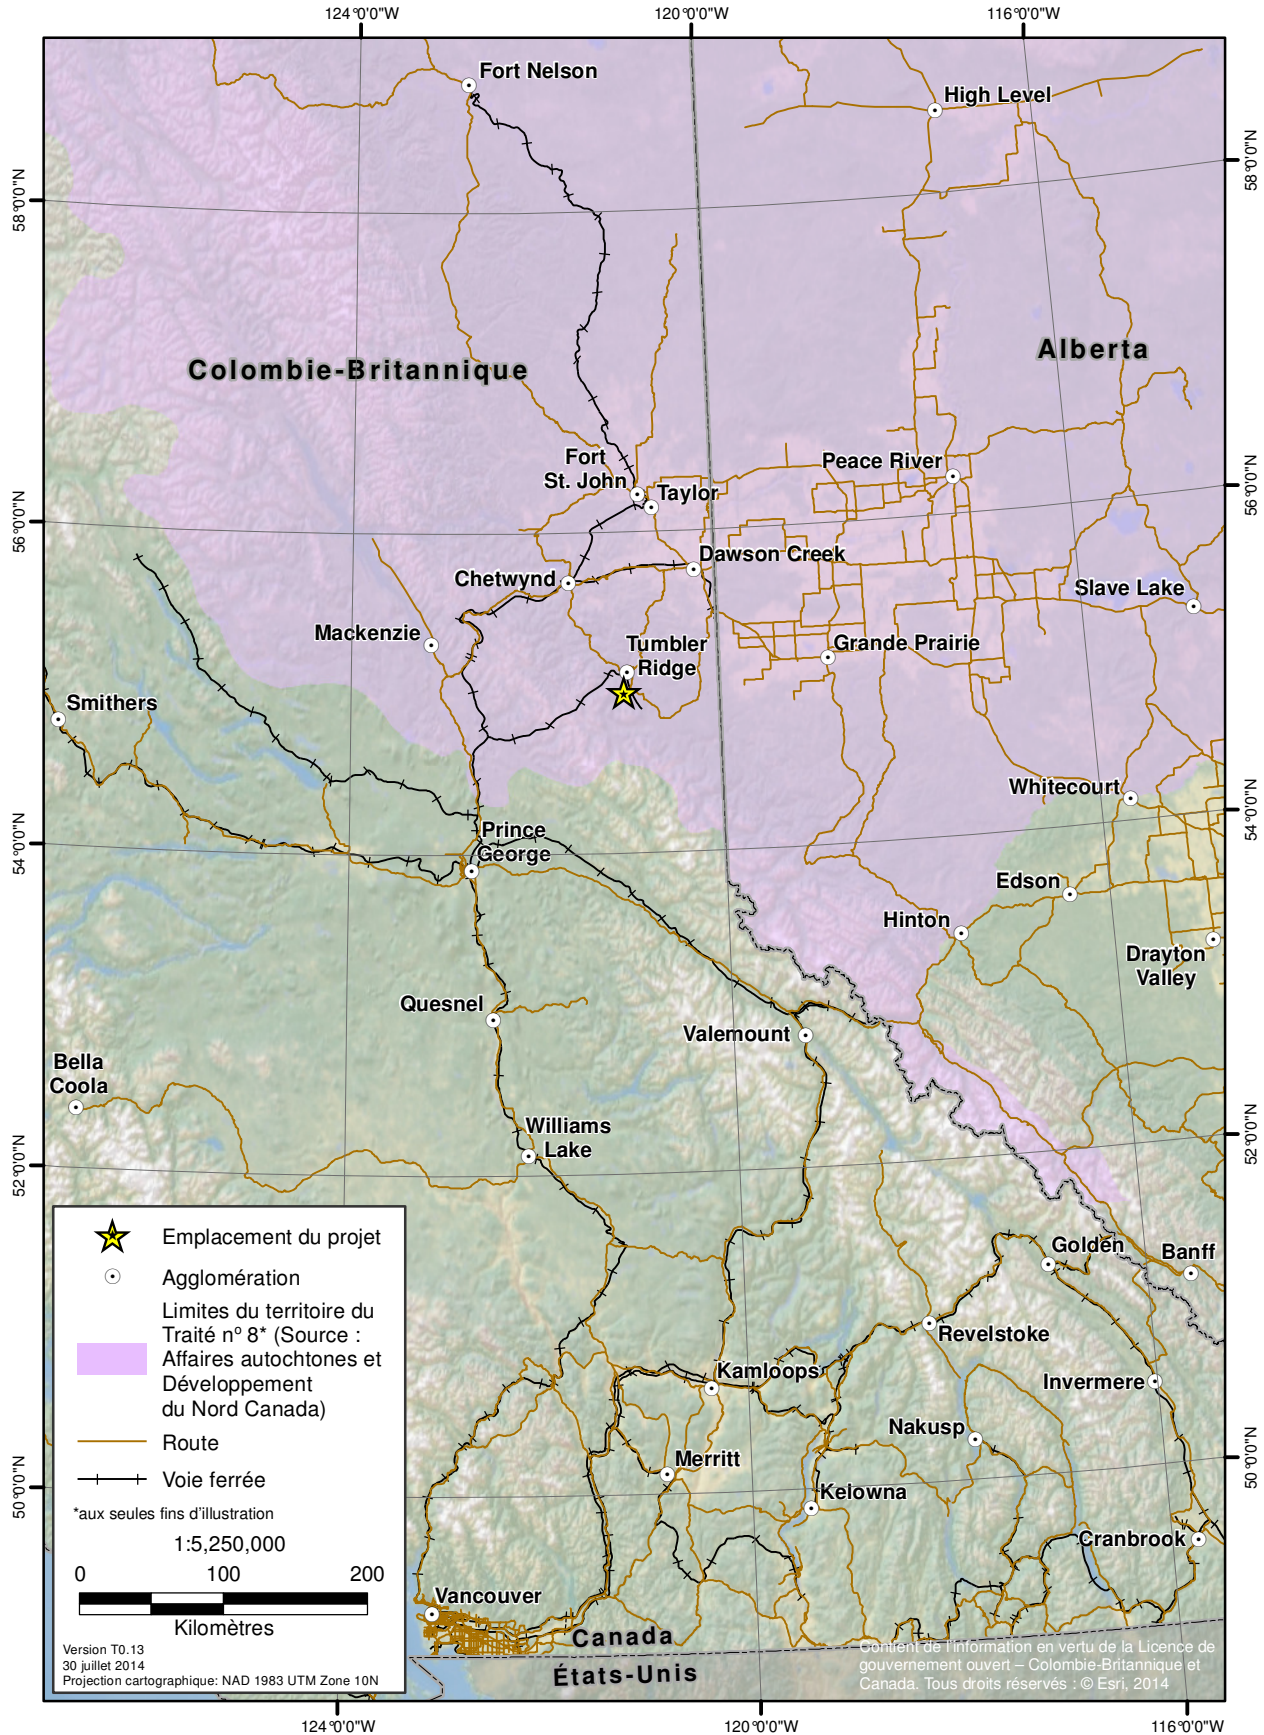 124°0'0"W
120°0'0"W
116°0'0"W
Fort Nelson
High Level
58°0'0"N
58°0'0"N
Colombie-Britannique
Alberta
Fort
St. John
Taylor
Peace River
56°0'0"N
56°0'0"N
Dawson Creek
Chetwynd
Slave Lake
Mackenzie
Tumbler
Ridge
Grande Prairie
Smithers
Whitecourt
54°0'0"N
54°0'0"N
Prince
George
Edson
Hinton
Drayton
Valley
Quesnel
Valemount
Bella
Coola
Williams
Lake
52°0'0"N
52°0'0"N
Golden
Banff
Revelstoke
Kamloops
Invermere
Nakusp
Merritt
Kelowna
50°0'0"N
50°0'0"N
Cranbrook
Vancouver
Canada
États-Unis
Emplacement du projet
Agglomération
Limites du territoire du
Traité nº 8* (Source :
Affaires autochtones et
Développement
du Nord Canada)
Route
Voie ferrée
*aux seules fins d'illustration
1:5,250,000
0 100 200
Kilomètres
Version T0.13
30 juillet 2014
Projection cartographique: NAD 1983 UTM Zone 10N
Contient de l'information en vertu de la Licence de
gouvernement ouvert – Colombie-Britannique et
Canada. Tous droits réservés : © Esri, 2014
124°0'0"W
120°0'0"W
116°0'0"W